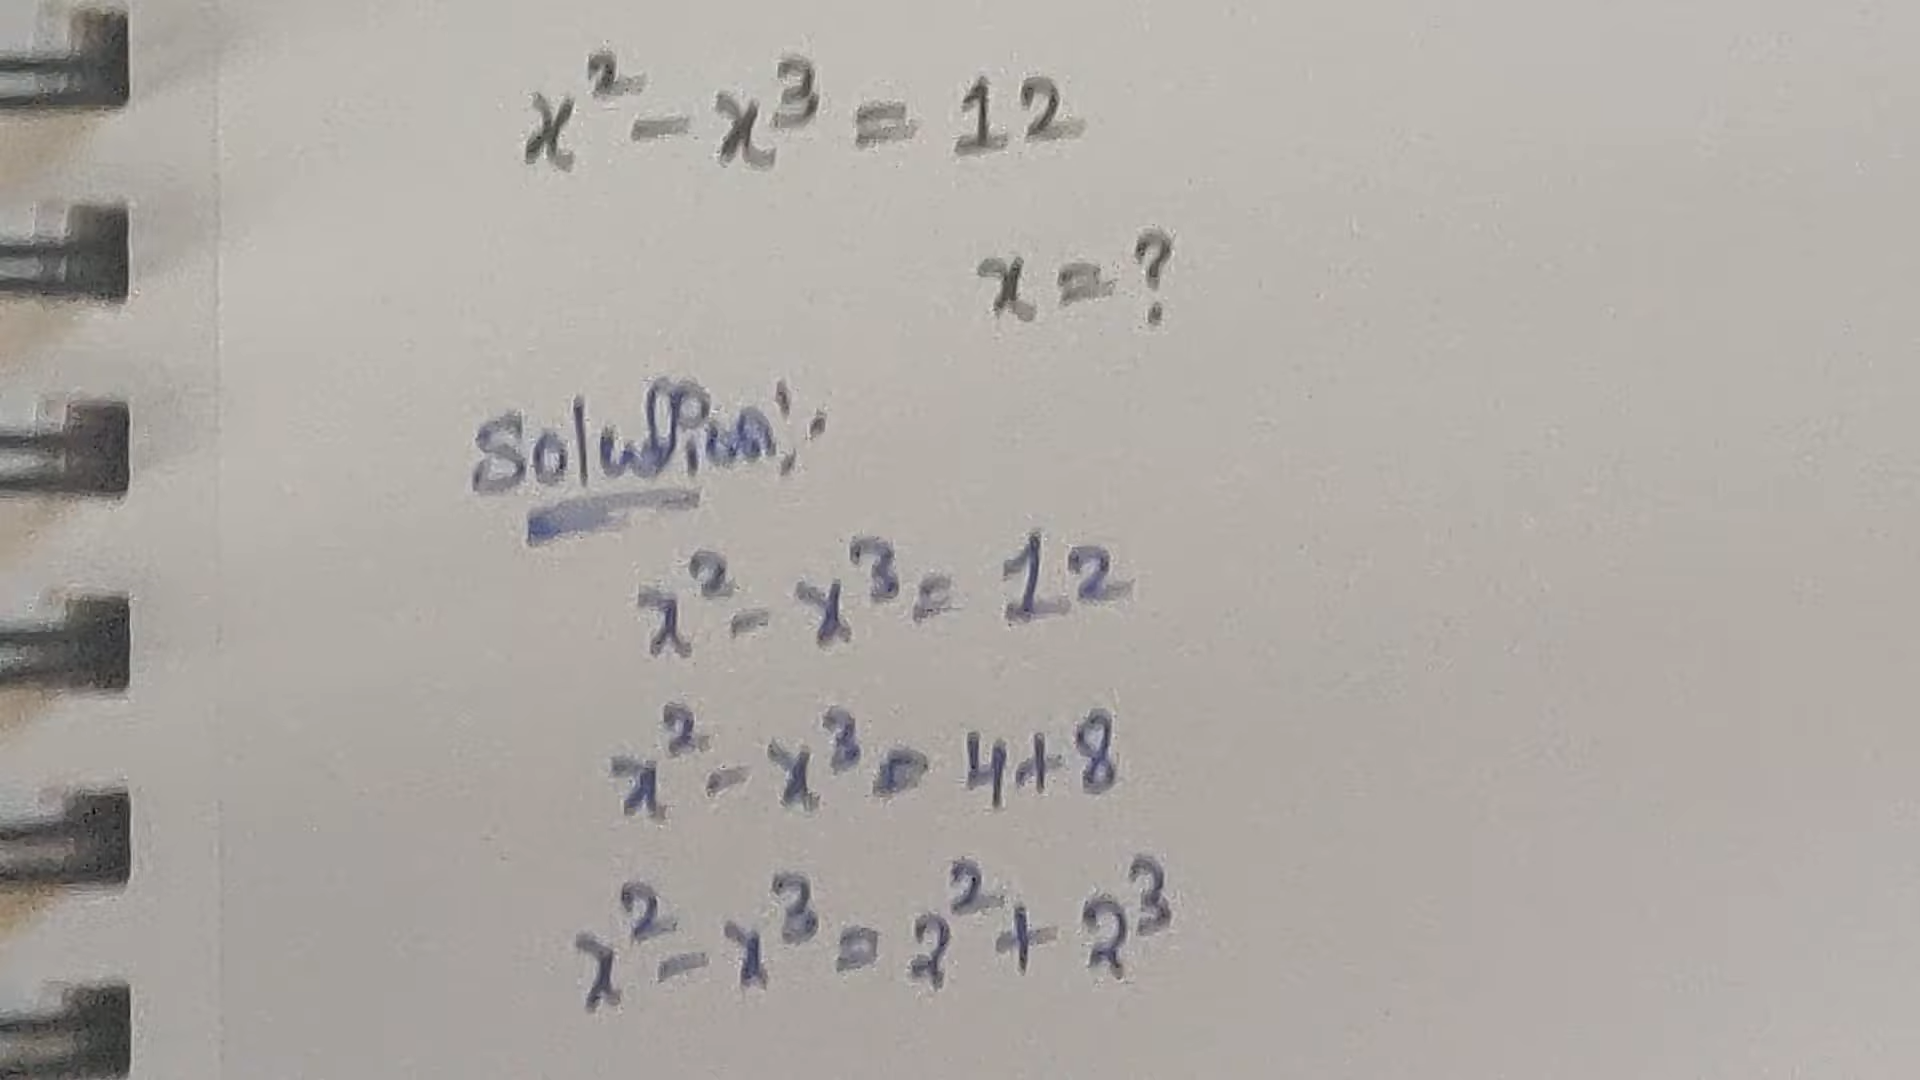 x² - x³ = 12
x = ?
Solution:
x² - x³ = 12
x² - x³ = 4+8
x² - x³ = 2² + 2³